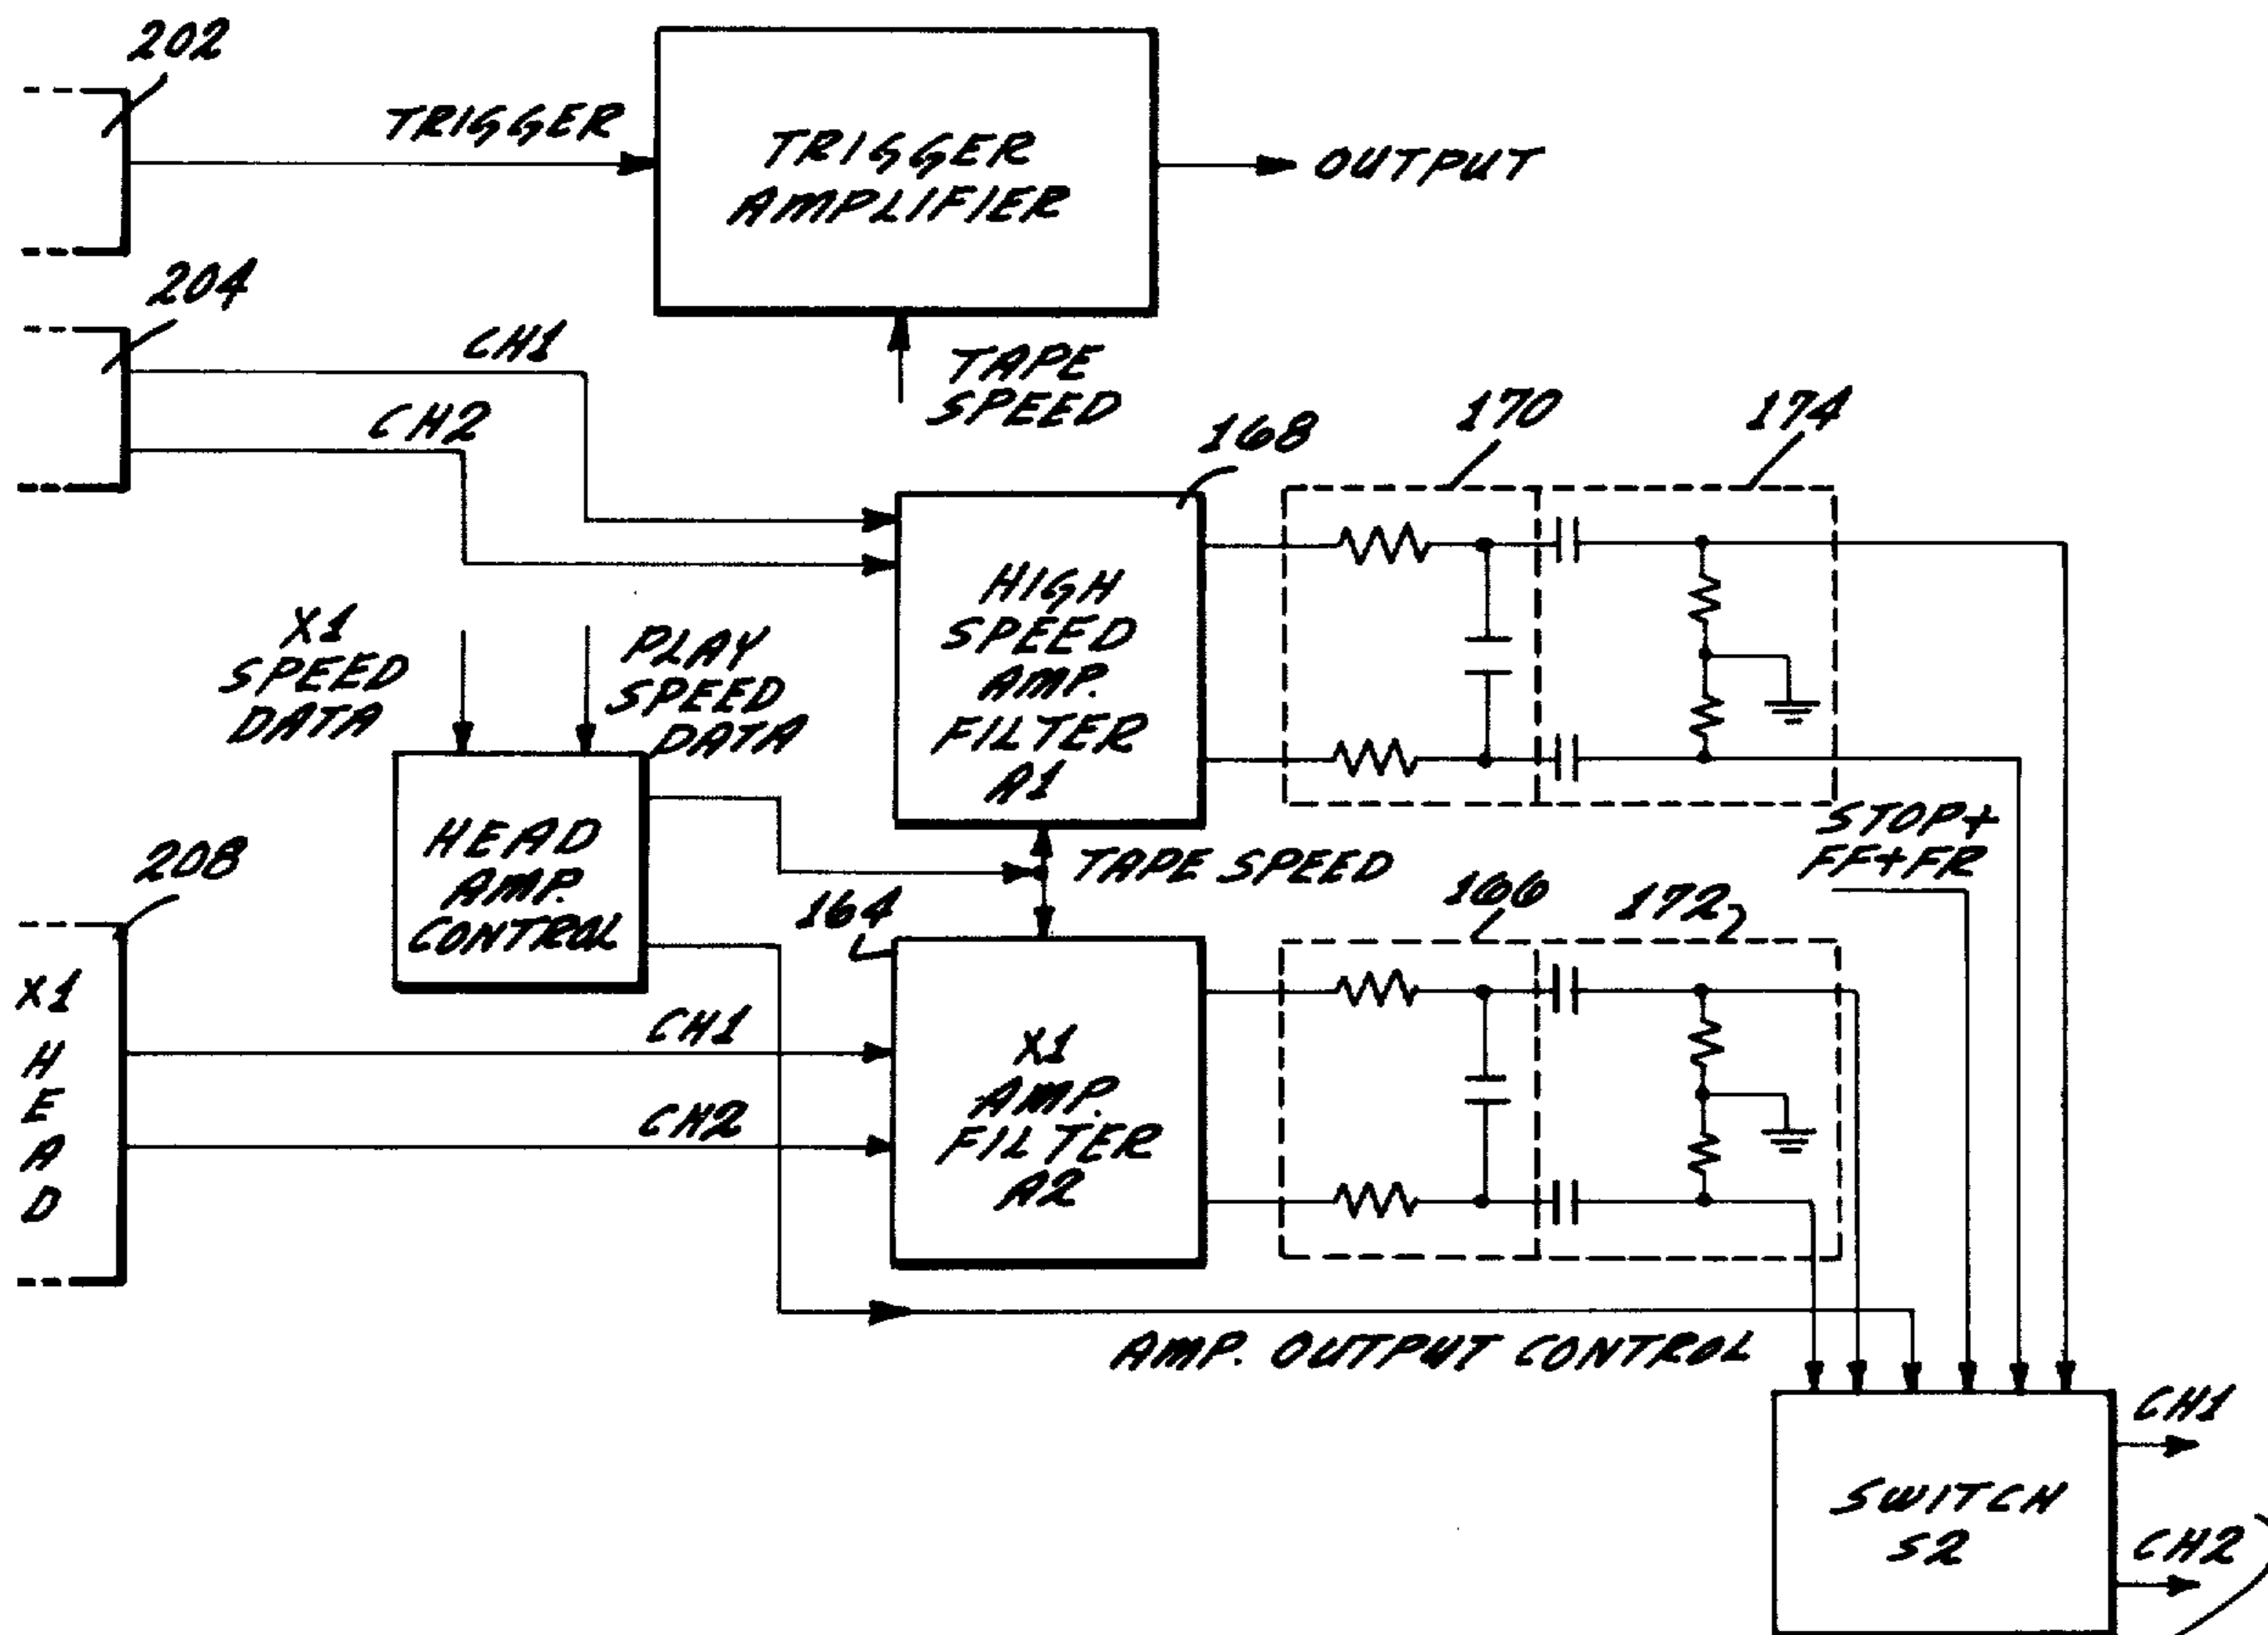 202
TRIGGER
TRIGGER
AMPLIFIER
OUTPUT
204
CH1
CH2
TAPE
SPEED
168
170
174
HIGH
SPEED
AMP.
FILTER
A1
X1
SPEED
DATA
PLAY
SPEED
DATA
HEAD
AMP.
CONTROL
TAPE SPEED
STOP+
FF+FR
208
X1
H
E
A
D
164
166
172
CH1
CH2
X1
AMP.
FILTER
A2
AMP. OUTPUT CONTROL
SWITCH
S2
CH1
CH2